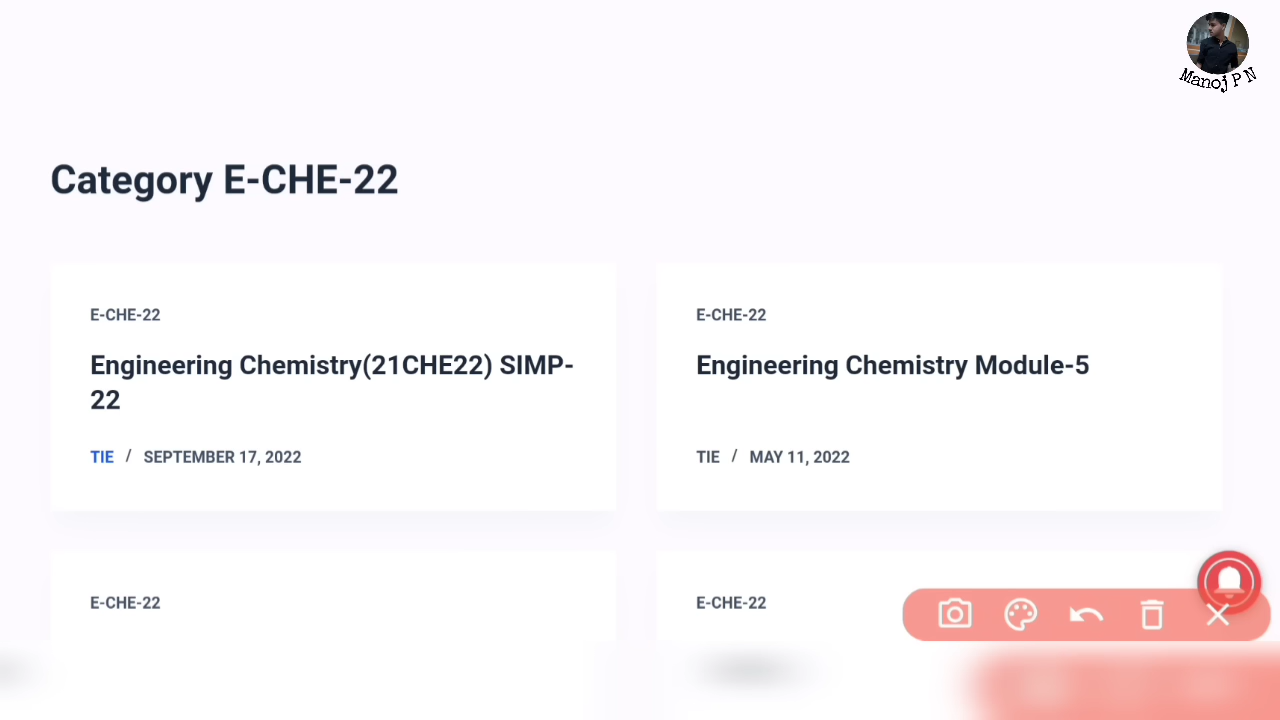 Manoj P N
Category E-CHE-22
E-CHE-22
Engineering Chemistry(21CHE22) SIMP-
22
TIE / SEPTEMBER 17, 2022
E-CHE-22
Engineering Chemistry Module-5
TIE / MAY 11, 2022
E-CHE-22
E-CHE-22